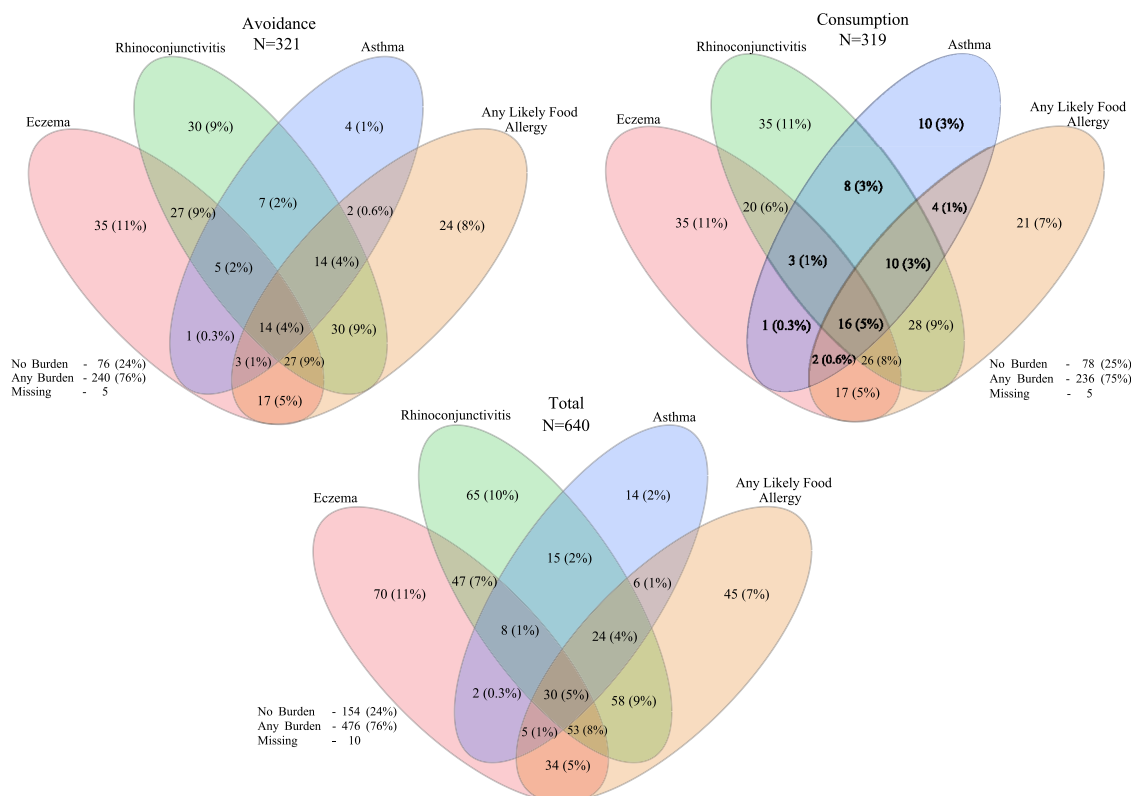 Avoidance
N=321
Rhinoconjunctivitis
Asthma
Eczema
Any Likely Food
Allergy
30 (9%)
4 (1%)
27 (9%)
7 (2%)
2 (0.6%)
35 (11%)
24 (8%)
5 (2%)
14 (4%)
1 (0.3%)
14 (4%)
30 (9%)
3 (1%)
27 (9%)
17 (5%)
No Burden - 76 (24%)
Any Burden - 240 (76%)
Missing - 5
Consumption
N=319
Rhinoconjunctivitis
Asthma
Eczema
Any Likely Food
Allergy
35 (11%)
10 (3%)
20 (6%)
8 (3%)
4 (1%)
35 (11%)
21 (7%)
3 (1%)
10 (3%)
1 (0.3%)
16 (5%)
28 (9%)
2 (0.6%)
26 (8%)
17 (5%)
No Burden - 78 (25%)
Any Burden - 236 (75%)
Missing - 5
Total
N=640
Rhinoconjunctivitis
Asthma
Eczema
Any Likely Food
Allergy
65 (10%)
14 (2%)
47 (7%)
15 (2%)
6 (1%)
70 (11%)
45 (7%)
8 (1%)
24 (4%)
2 (0.3%)
30 (5%)
58 (9%)
5 (1%)
53 (8%)
34 (5%)
No Burden - 154 (24%)
Any Burden - 476 (76%)
Missing - 10